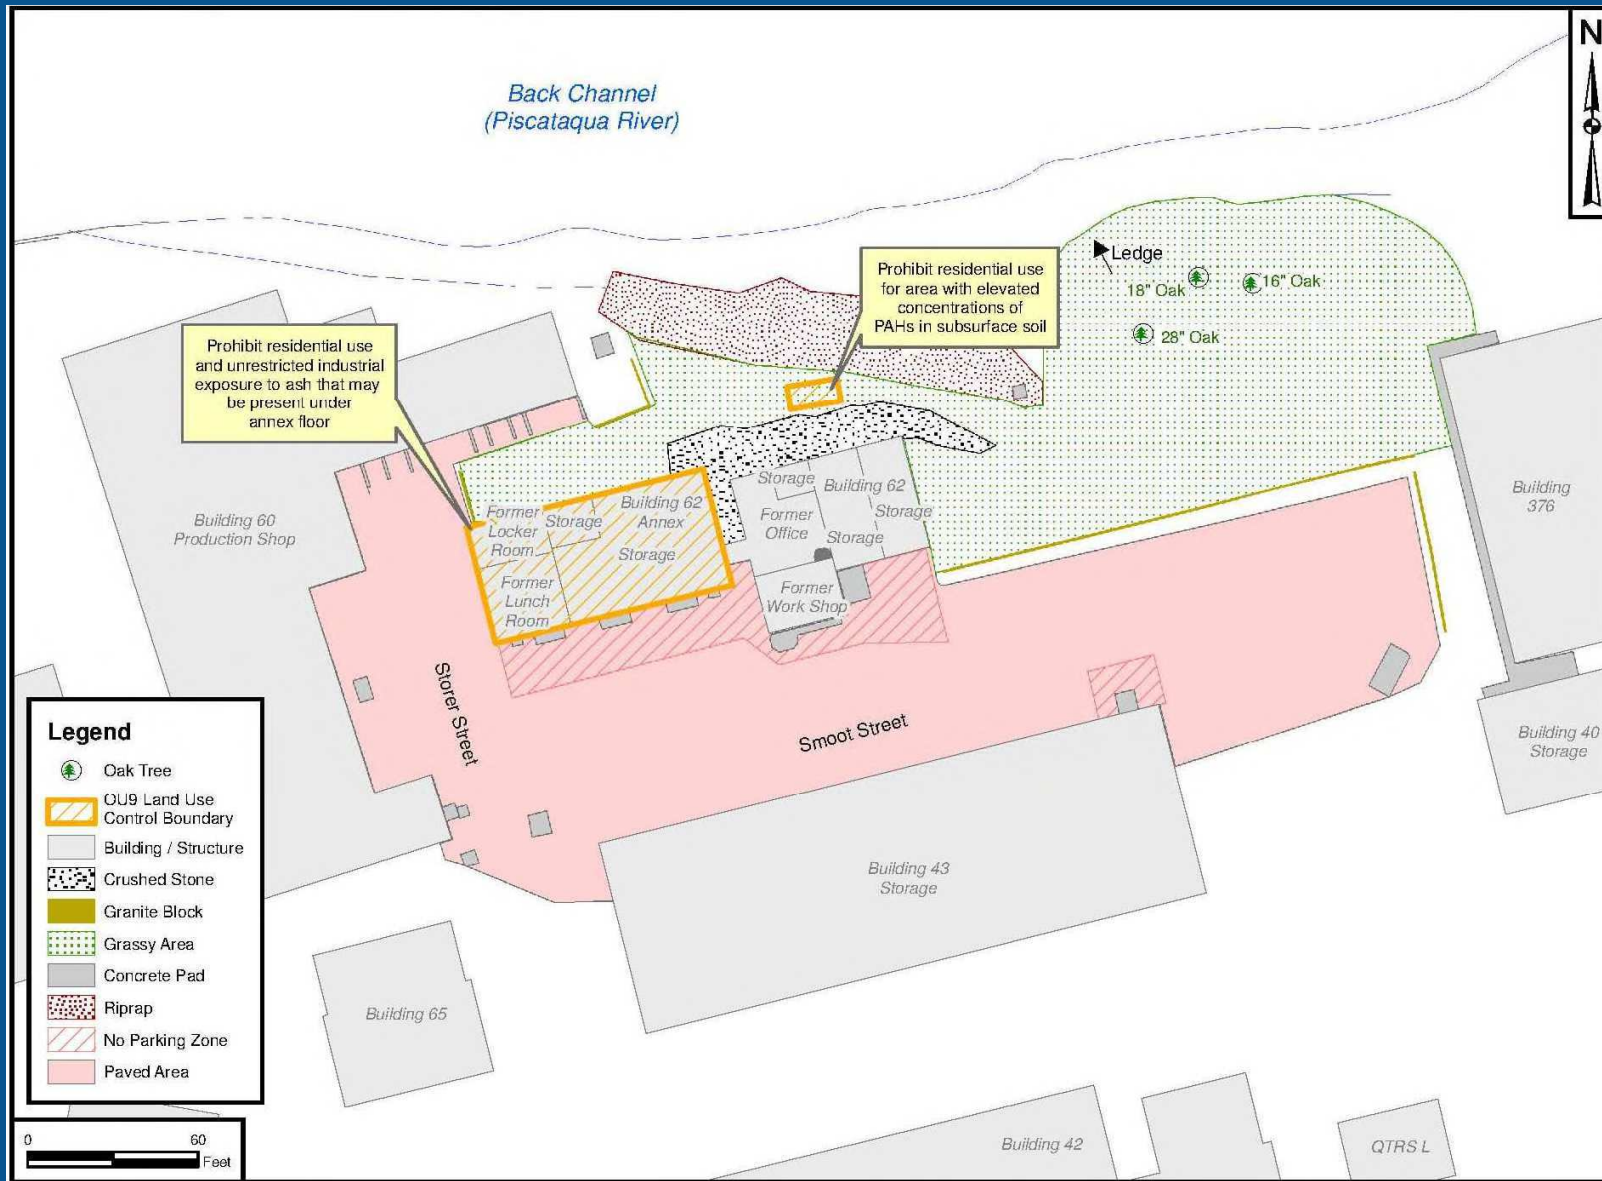 N
Back Channel
(Piscataqua River)
Prohibit residential use
for area with elevated
concentrations of
PAHs in subsurface soil
Ledge
18" Oak
16" Oak
28" Oak
Prohibit residential use
and unrestricted industrial
exposure to ash that may
be present under
annex floor
Building 60
Production Shop
Former
Locker
Room
Storage
Building 62
Annex
Storage
Former
Lunch
Room
Storage
Building 62
Former
Office
Storage
Storage
Former
Work Shop
Building
376
Building 40
Storage
Storer Street
Smoot Street
Building 43
Storage
Building 65
Building 42
QTRS L
Legend
Oak Tree
OU9 Land Use
Control Boundary
Building / Structure
Crushed Stone
Granite Block
Grassy Area
Concrete Pad
Riprap
No Parking Zone
Paved Area
0 60
Feet